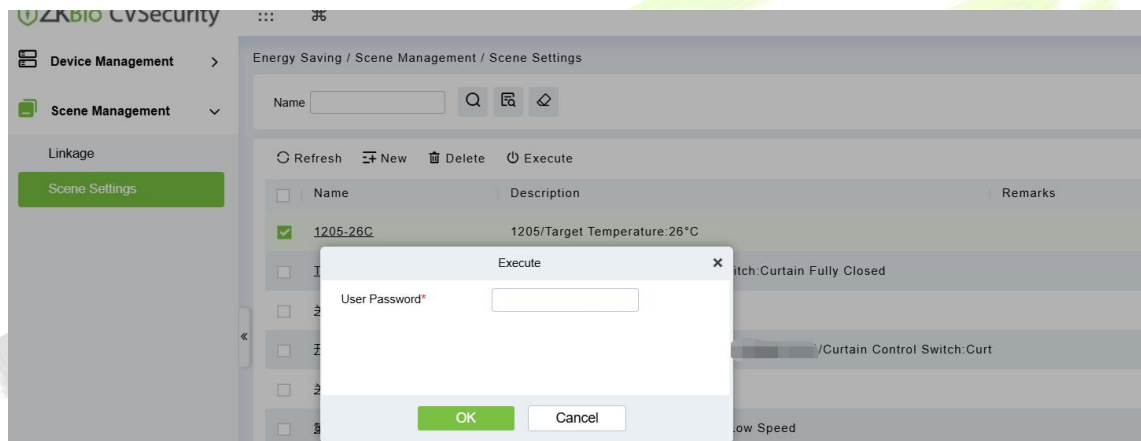 ZKBio CVSecurity
Device Management
Energy Saving / Scene Management / Scene Settings
Scene Management
Name
Linkage
Refresh New Delete Execute
Scene Settings
Name Description Remarks
1205-26C 1205/Target Temperature:26°C
Execute
itch:Curtain Fully Closed
User Password*
/Curtain Control Switch:Curt
OK Cancel
ow Speed